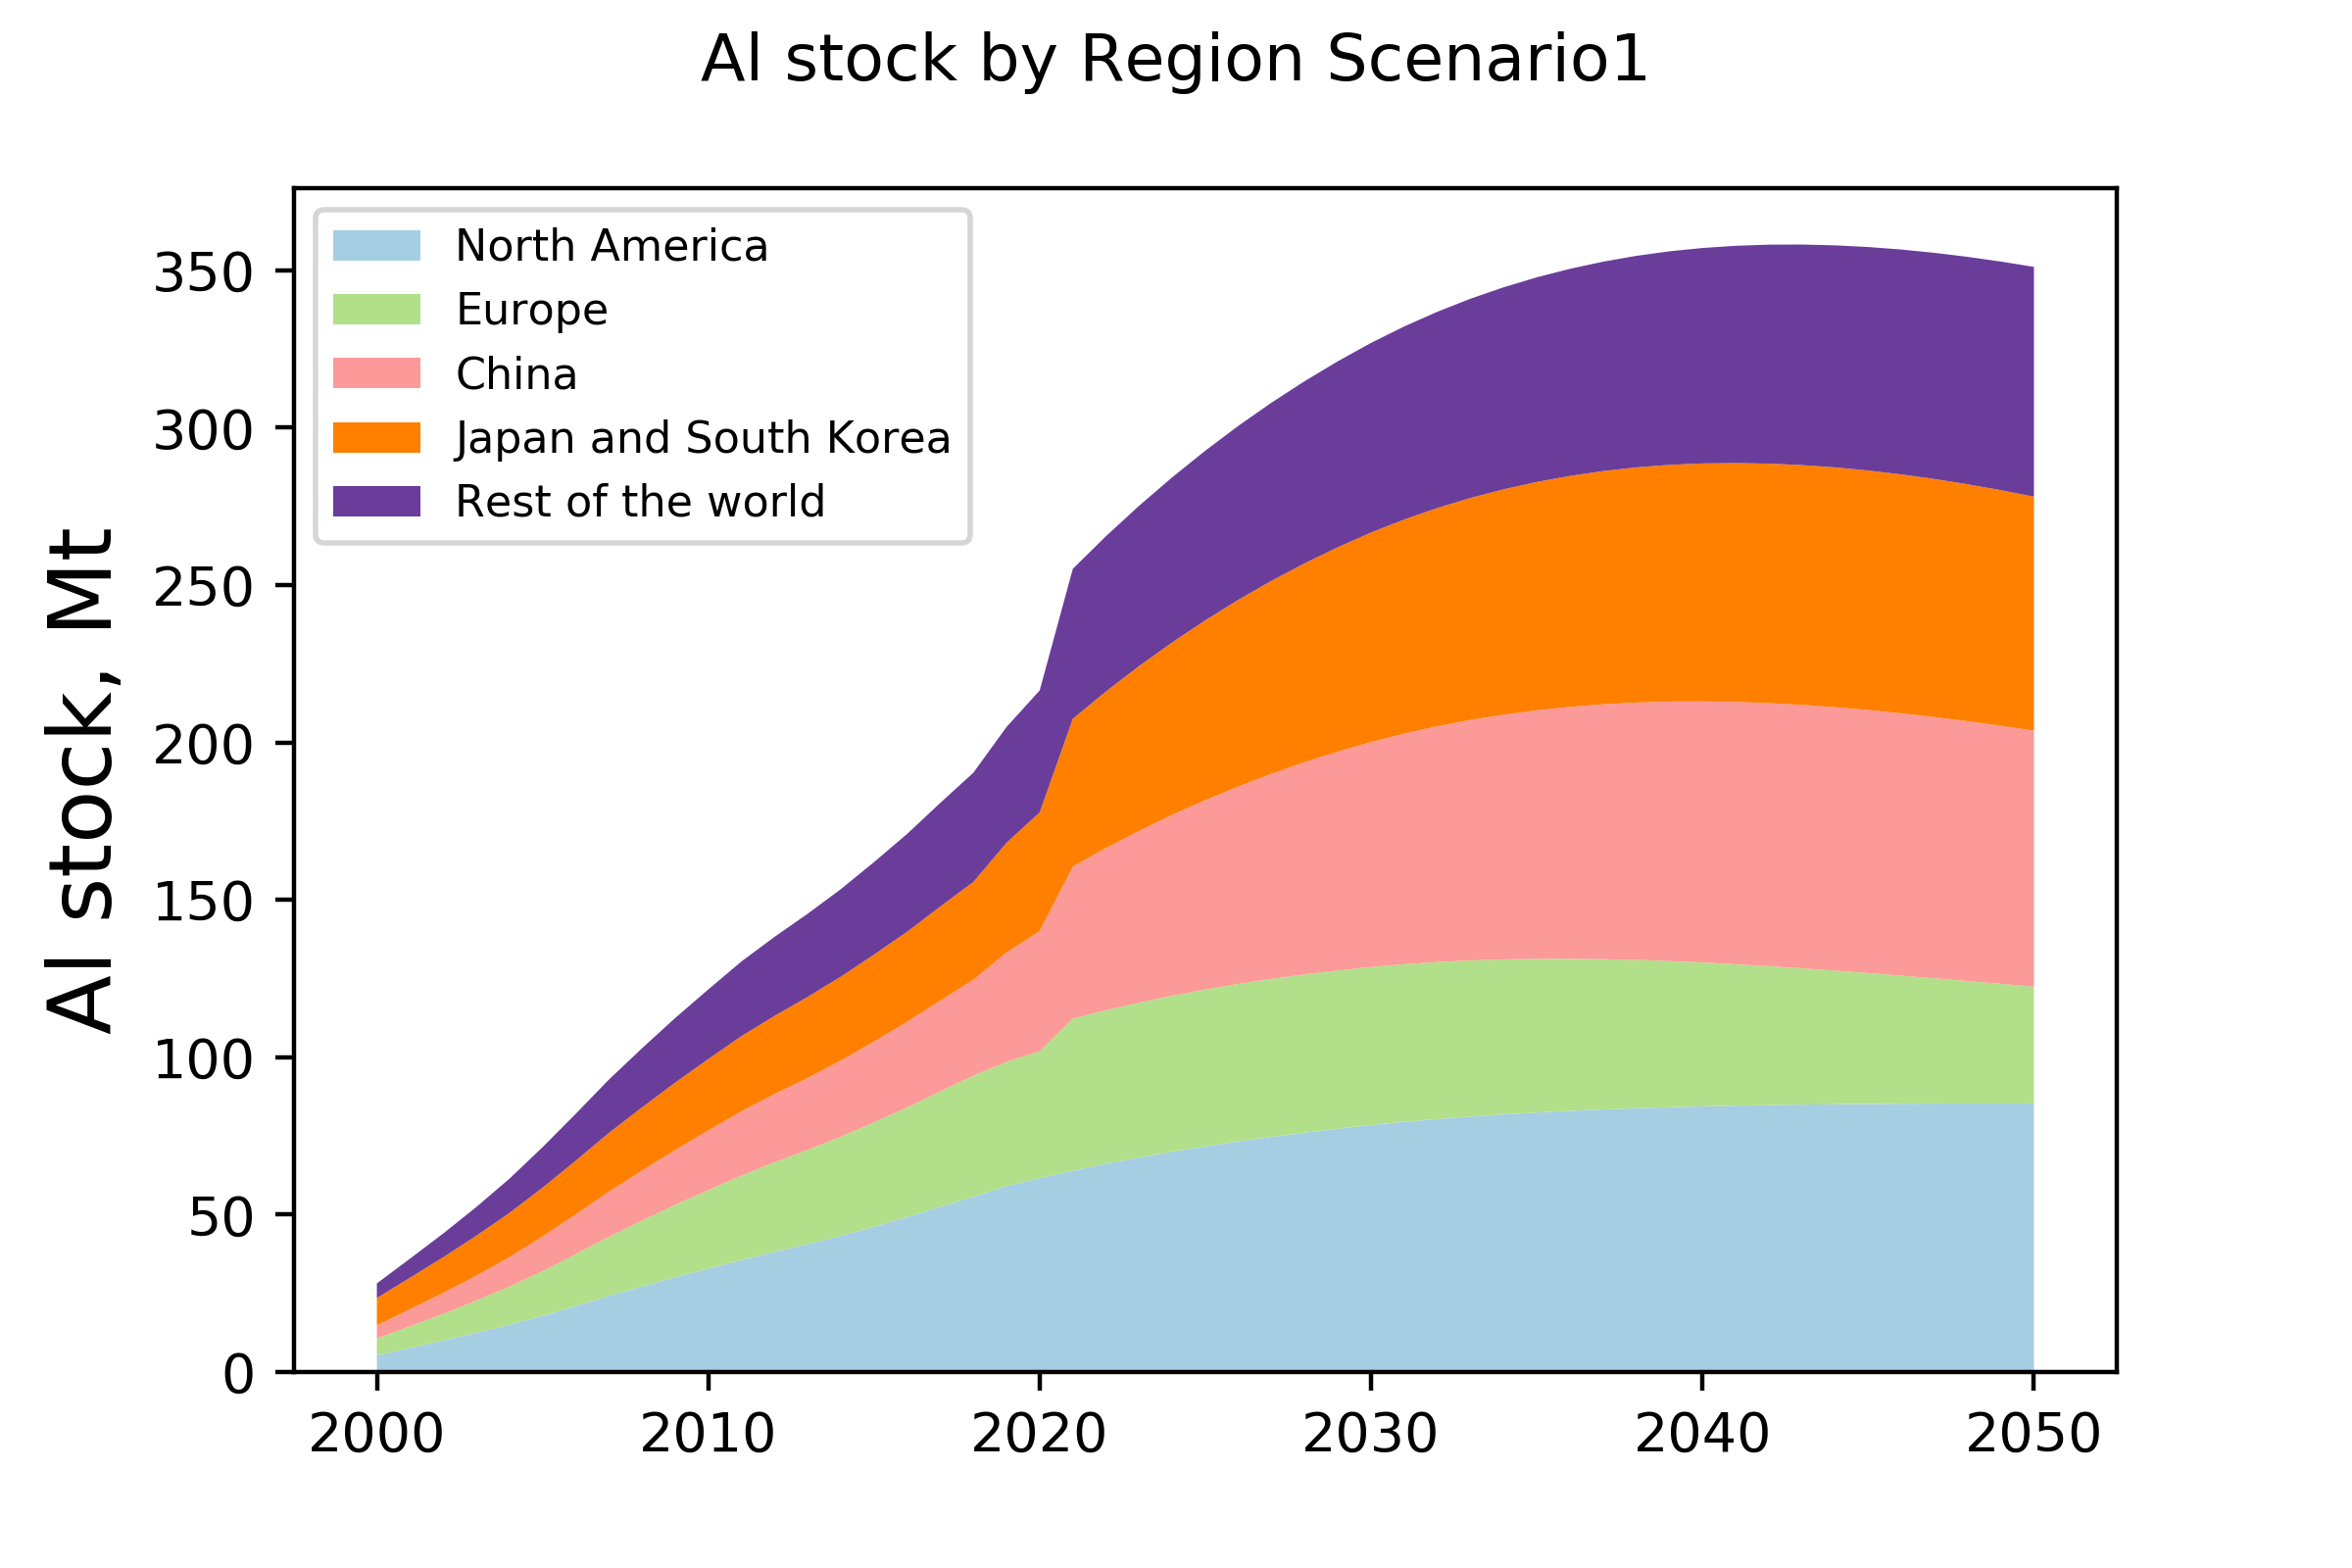 Al stock by Region Scenario1
North America
Europe
China
Japan and South Korea
Rest of the world
Al stock, Mt
350
300
250
200
150
100
50
0
2000 2010 2020 2030 2040 2050